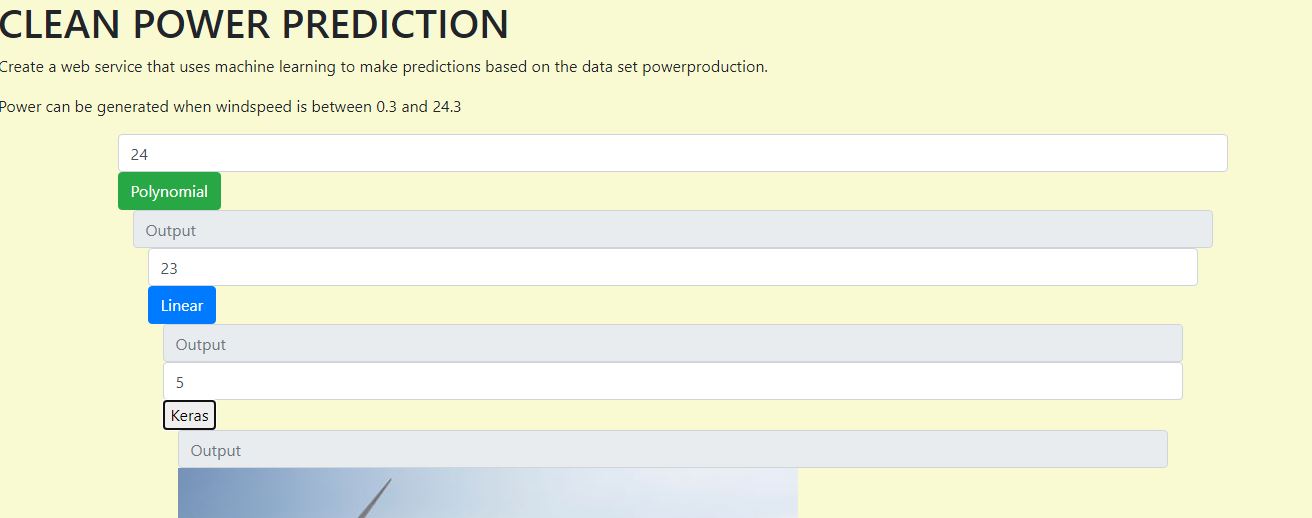 CLEAN POWER PREDICTION
Create a web service that uses machine learning to make predictions based on the data set powerproduction.
Power can be generated when windspeed is between 0.3 and 24.3
24
Polynomial
Output
23
Linear
Output
5
Keras
Output